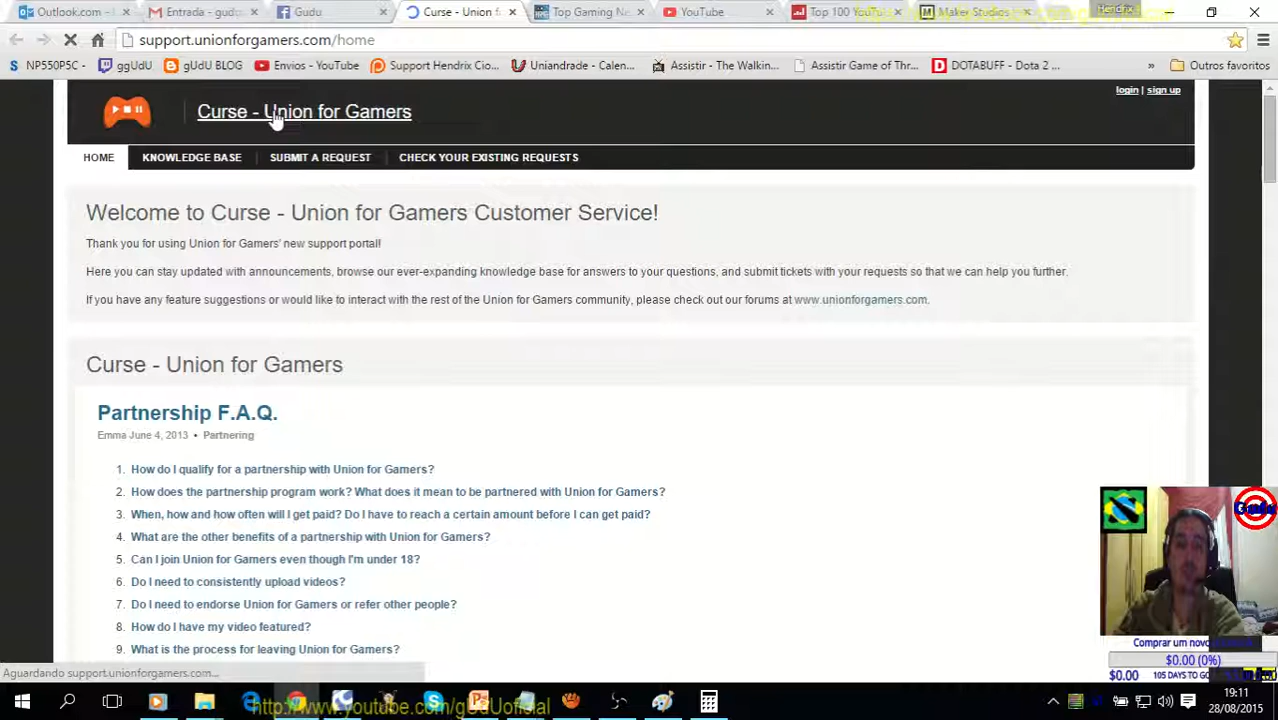 Outlook.com - em
Entrada - gudo
Gudu
Curse - Union fo
Top Gaming Ne
YouTube
Top 100 YouTu
Maker Studios
Hendrix
support.unionforgamers.com/home
NP550P5C -
ggUdU
gUdU BLOG
Envios - YouTube
Support Hendrix Cio...
Uniandrade - Calen...
Assistir - The Walkin...
Assistir Game of Thr...
DOTABUFF - Dota 2 ...
»
Outros favoritos
Curse - Union for Gamers
login | sign up
HOME
KNOWLEDGE BASE
SUBMIT A REQUEST
CHECK YOUR EXISTING REQUESTS
Welcome to Curse - Union for Gamers Customer Service!
Thank you for using Union for Gamers' new support portal!
Here you can stay updated with announcements, browse our ever-expanding knowledge base for answers to your questions, and submit tickets with your requests so that we can help you further.
If you have any feature suggestions or would like to interact with the rest of the Union for Gamers community, please check out our forums at www.unionforgamers.com.
Curse - Union for Gamers
Partnership F.A.Q.
Emma June 4, 2013 • Partnering
1. How do I qualify for a partnership with Union for Gamers?
2. How does the partnership program work? What does it mean to be partnered with Union for Gamers?
3. When, how and how often will I get paid? Do I have to reach a certain amount before I can get paid?
4. What are the other benefits of a partnership with Union for Gamers?
5. Can I join Union for Gamers even though I'm under 18?
6. Do I need to consistently upload videos?
7. Do I need to endorse Union for Gamers or refer other people?
8. How do I have my video featured?
9. What is the process for leaving Union for Gamers?
Gudu
Comprar um novo
$0.00 (0%)
$0.00
105 DAYS TO GO
Aguardando support.unionforgamers.com...
http://www.youtube.com/gUdUoficial
19:11
28/08/2015